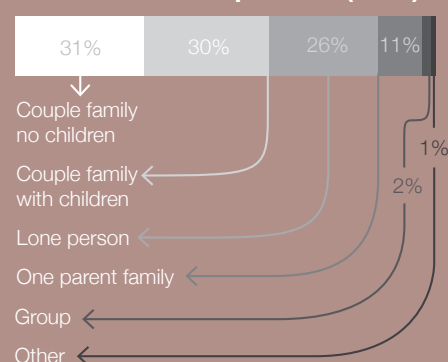 31% 30% 26% 11%
1%
2%
Couple family
no children
Couple family
with children
Lone person
One parent family
Group
Other